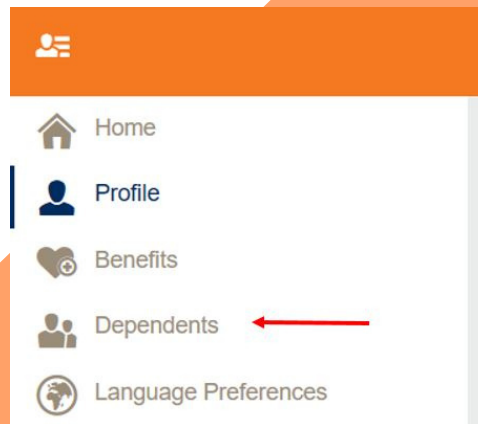 Home
Profile
Benefits
Dependents
Language Preferences